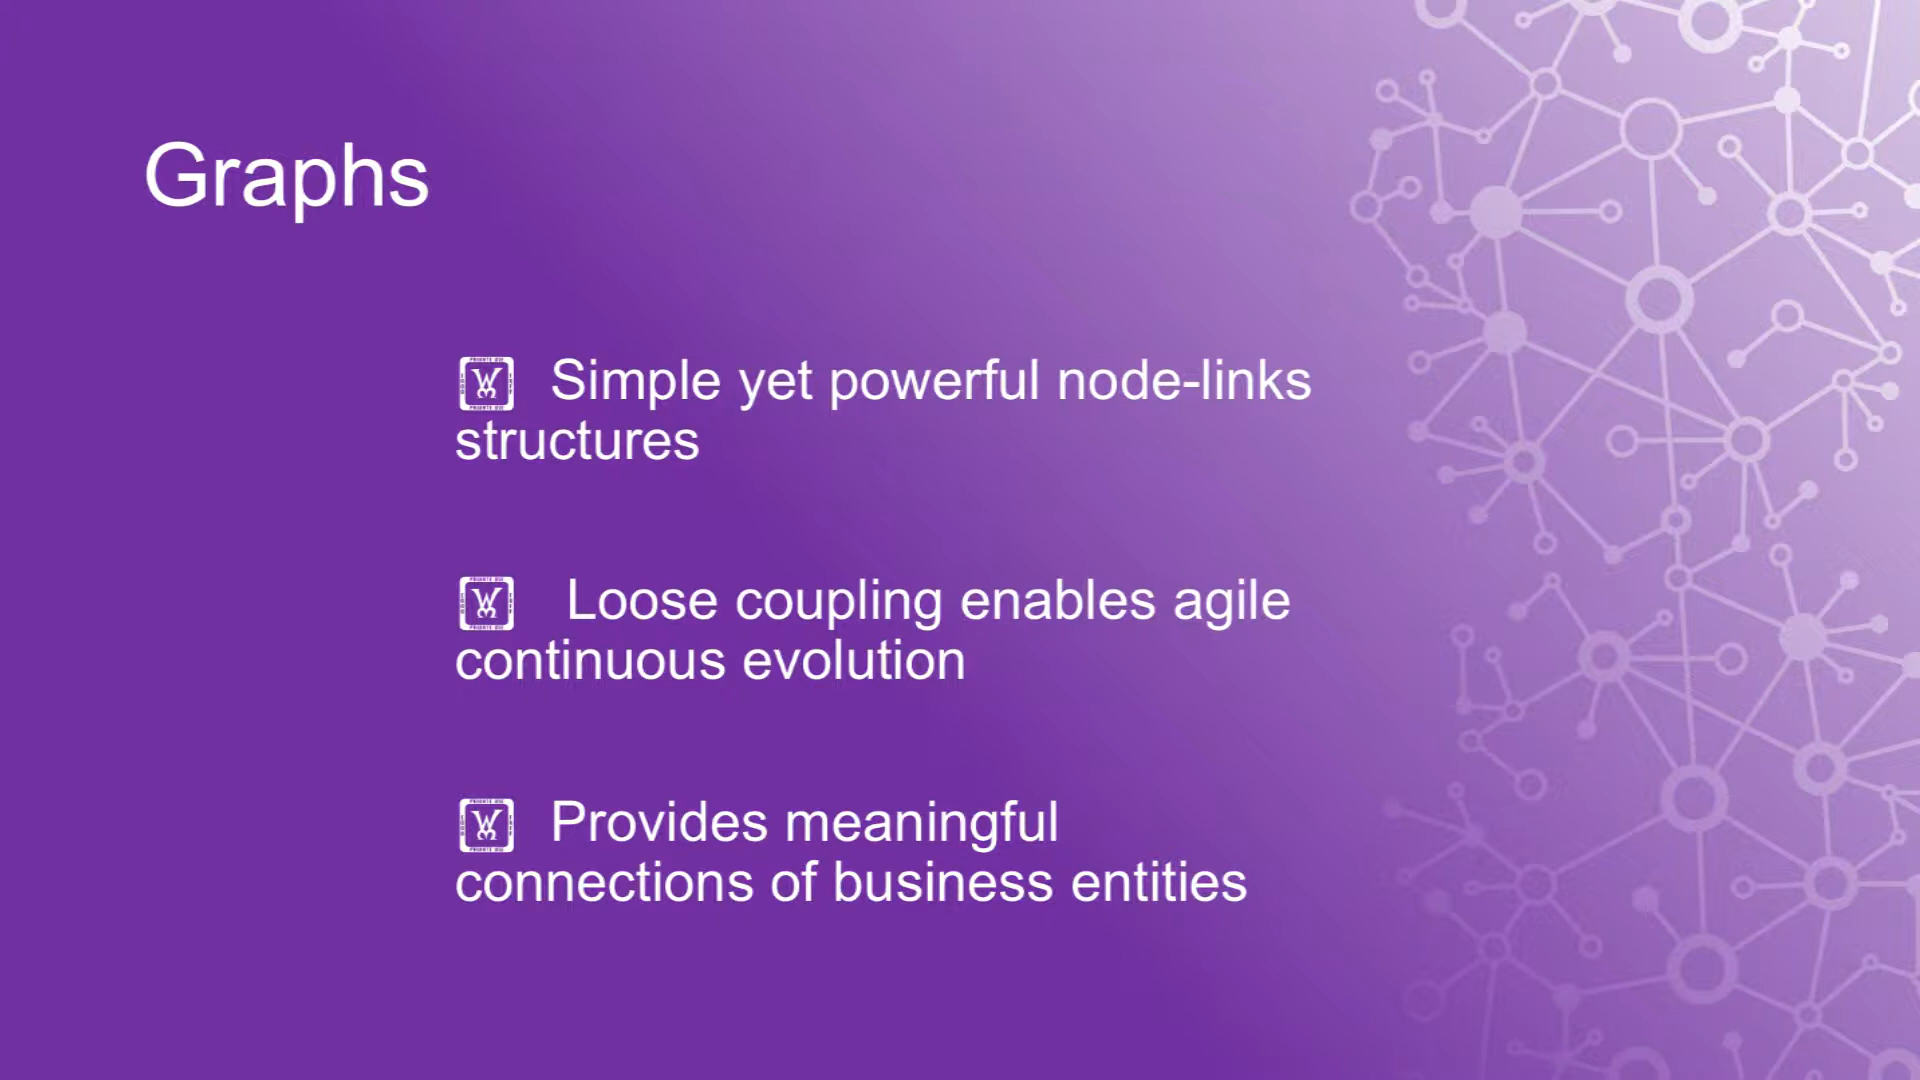 Graphs
Simple yet powerful node-links
structures
Loose coupling enables agile
continuous evolution
Provides meaningful
connections of business entities